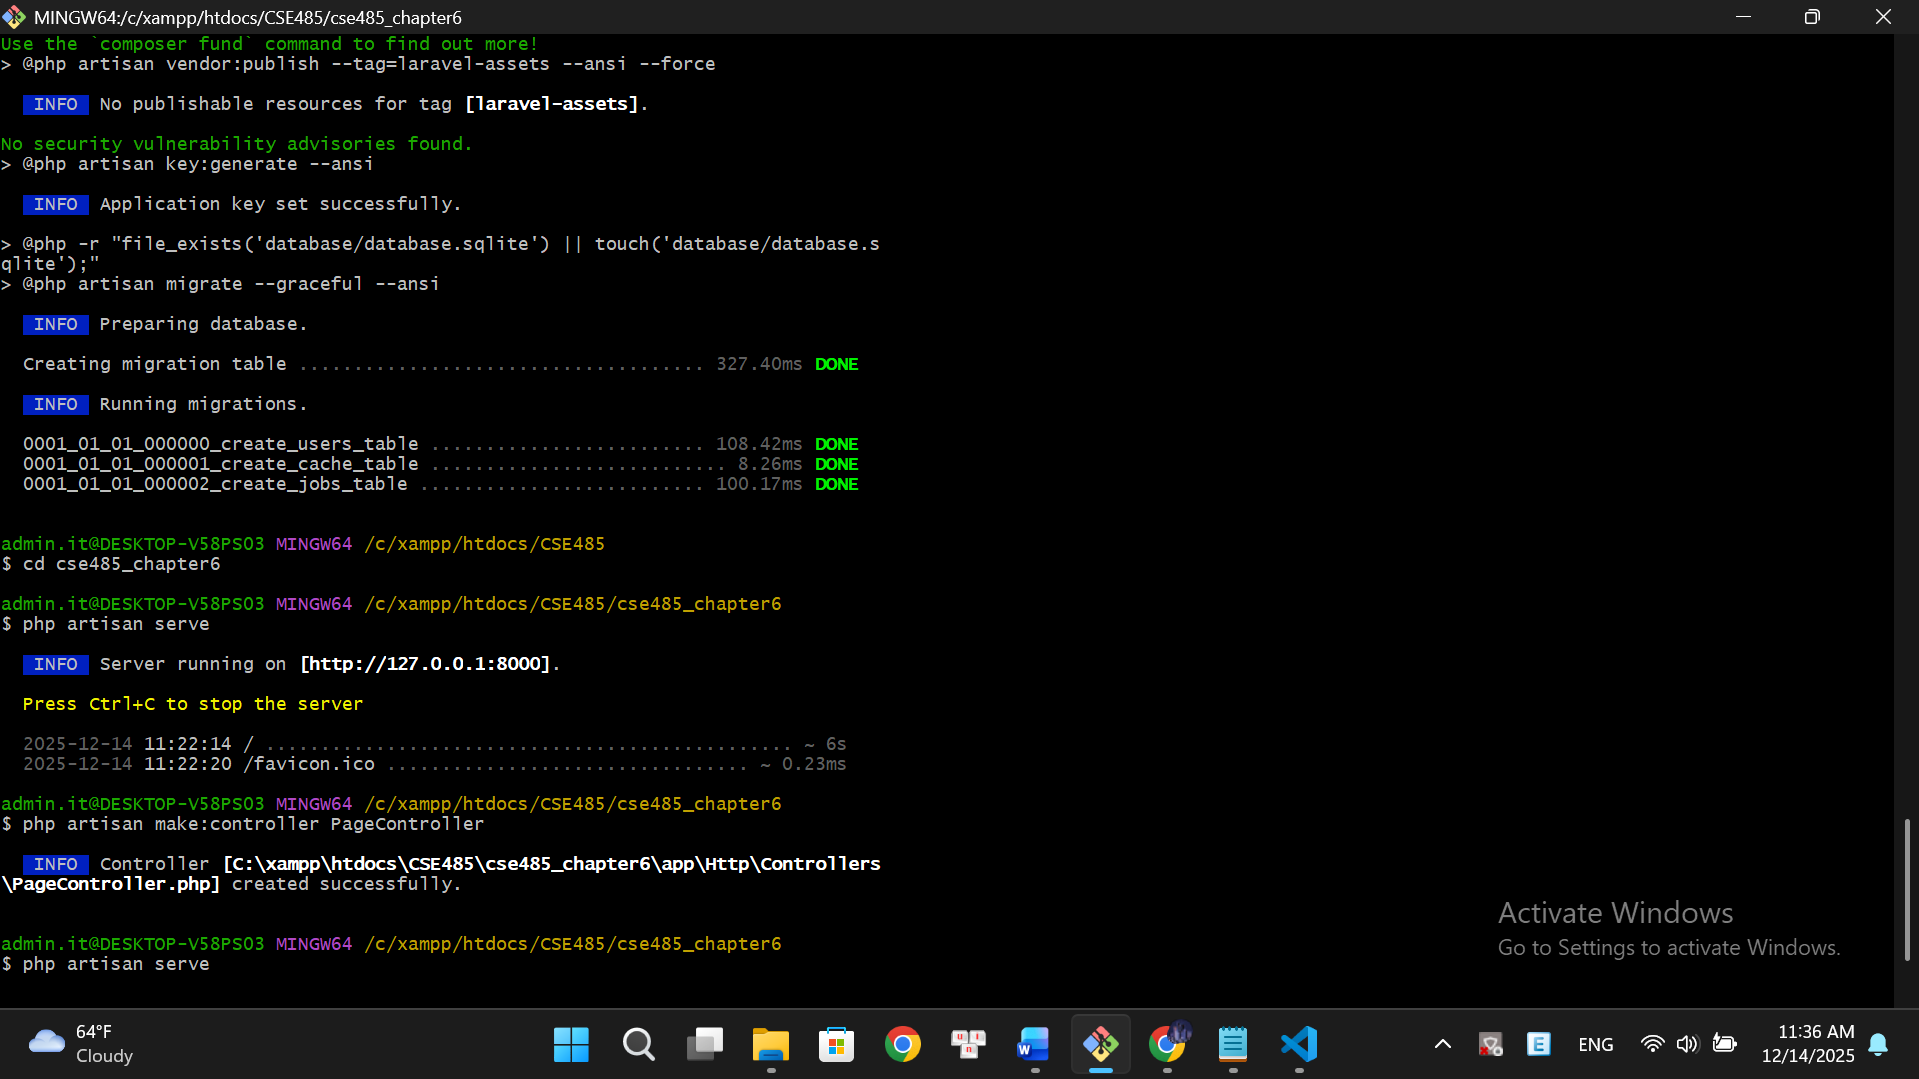 MINGW64:/c/xampp/htdocs/CSE485/cse485_chapter6
Use the `composer fund` command to find out more!
> @php artisan vendor:publish --tag=laravel-assets --ansi --force
INFO No publishable resources for tag [laravel-assets].
No security vulnerability advisories found.
> @php artisan key:generate --ansi
INFO Application key set successfully.
> @php -r "file_exists('database/database.sqlite') || touch('database/database.s
qlite');"
> @php artisan migrate --graceful --ansi
INFO Preparing database.
Creating migration table ..................................... 327.40ms DONE
INFO Running migrations.
0001_01_01_000000_create_users_table ......................... 108.42ms DONE
0001_01_01_000001_create_cache_table ........................... 8.26ms DONE
0001_01_01_000002_create_jobs_table .......................... 100.17ms DONE
admin.it@DESKTOP-V58PSO3 MINGW64 /c/xampp/htdocs/CSE485
$ cd cse485_chapter6
admin.it@DESKTOP-V58PSO3 MINGW64 /c/xampp/htdocs/CSE485/cse485_chapter6
$ php artisan serve
INFO Server running on [http://127.0.0.1:8000].
Press Ctrl+C to stop the server
2025-12-14 11:22:14 / ................................................ ~ 6s
2025-12-14 11:22:20 /favicon.ico ................................. ~ 0.23ms
admin.it@DESKTOP-V58PSO3 MINGW64 /c/xampp/htdocs/CSE485/cse485_chapter6
$ php artisan make:controller PageController
INFO Controller [C:\xampp\htdocs\CSE485\cse485_chapter6\app\Http\Controllers
\PageController.php] created successfully.
admin.it@DESKTOP-V58PSO3 MINGW64 /c/xampp/htdocs/CSE485/cse485_chapter6
$ php artisan serve
Activate Windows
Go to Settings to activate Windows.
64°F
Cloudy
ENG
11:36 AM
12/14/2025